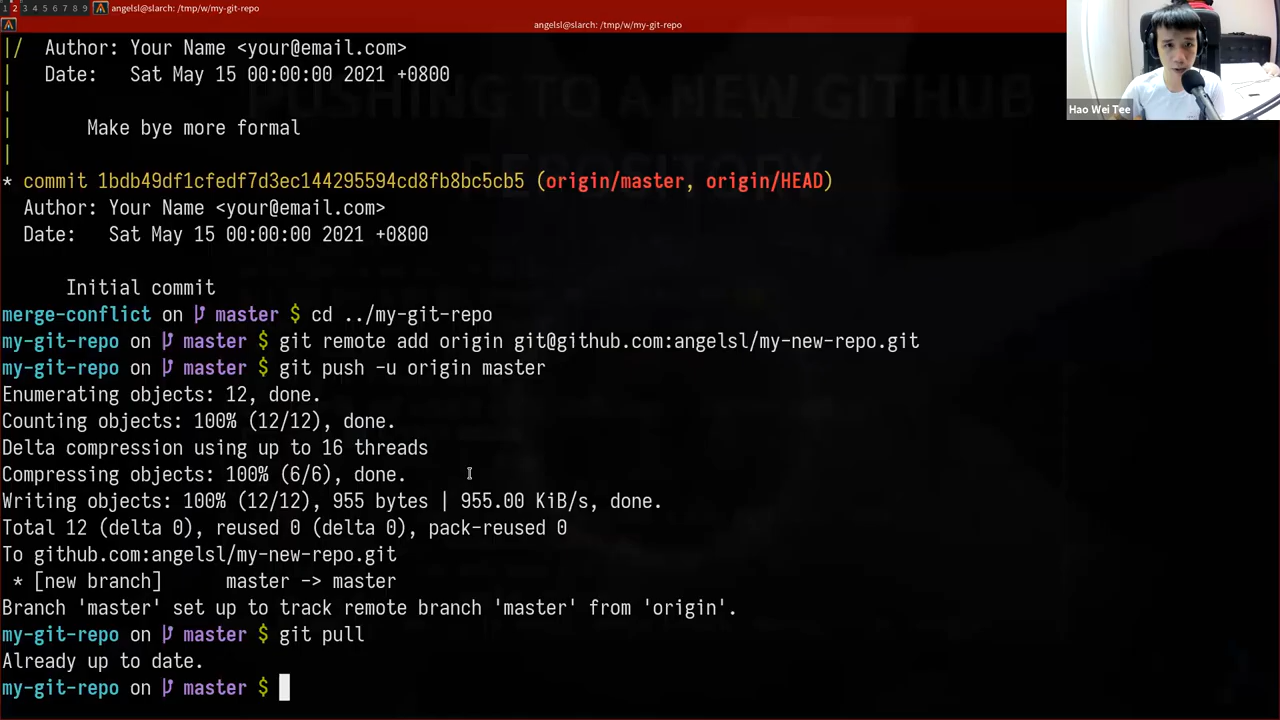 1 2 3 4 5 6 7 8 9 angelsl@slarch: /tmp/w/my-git-repo
angelsl@slarch: /tmp/w/my-git-repo
PUSHING TO A NEW GITHUB
REPOSITORY
Hao Wei Tee
|/ Author: Your Name <your@email.com>
| Date: Sat May 15 00:00:00 2021 +0800
|
| Make bye more formal
|
* commit 1bdb49df1cfedf7d3ec144295594cd8fb8bc5cb5 (origin/master, origin/HEAD)
Author: Your Name <your@email.com>
Date: Sat May 15 00:00:00 2021 +0800
Initial commit
merge-conflict on master $ cd ../my-git-repo
my-git-repo on master $ git remote add origin git@github.com:angelsl/my-new-repo.git
my-git-repo on master $ git push -u origin master
Enumerating objects: 12, done.
Counting objects: 100% (12/12), done.
Delta compression using up to 16 threads
Compressing objects: 100% (6/6), done.
Writing objects: 100% (12/12), 955 bytes | 955.00 KiB/s, done.
Total 12 (delta 0), reused 0 (delta 0), pack-reused 0
To github.com:angelsl/my-new-repo.git
* [new branch] master -> master
Branch 'master' set up to track remote branch 'master' from 'origin'.
my-git-repo on master $ git pull
Already up to date.
my-git-repo on master $